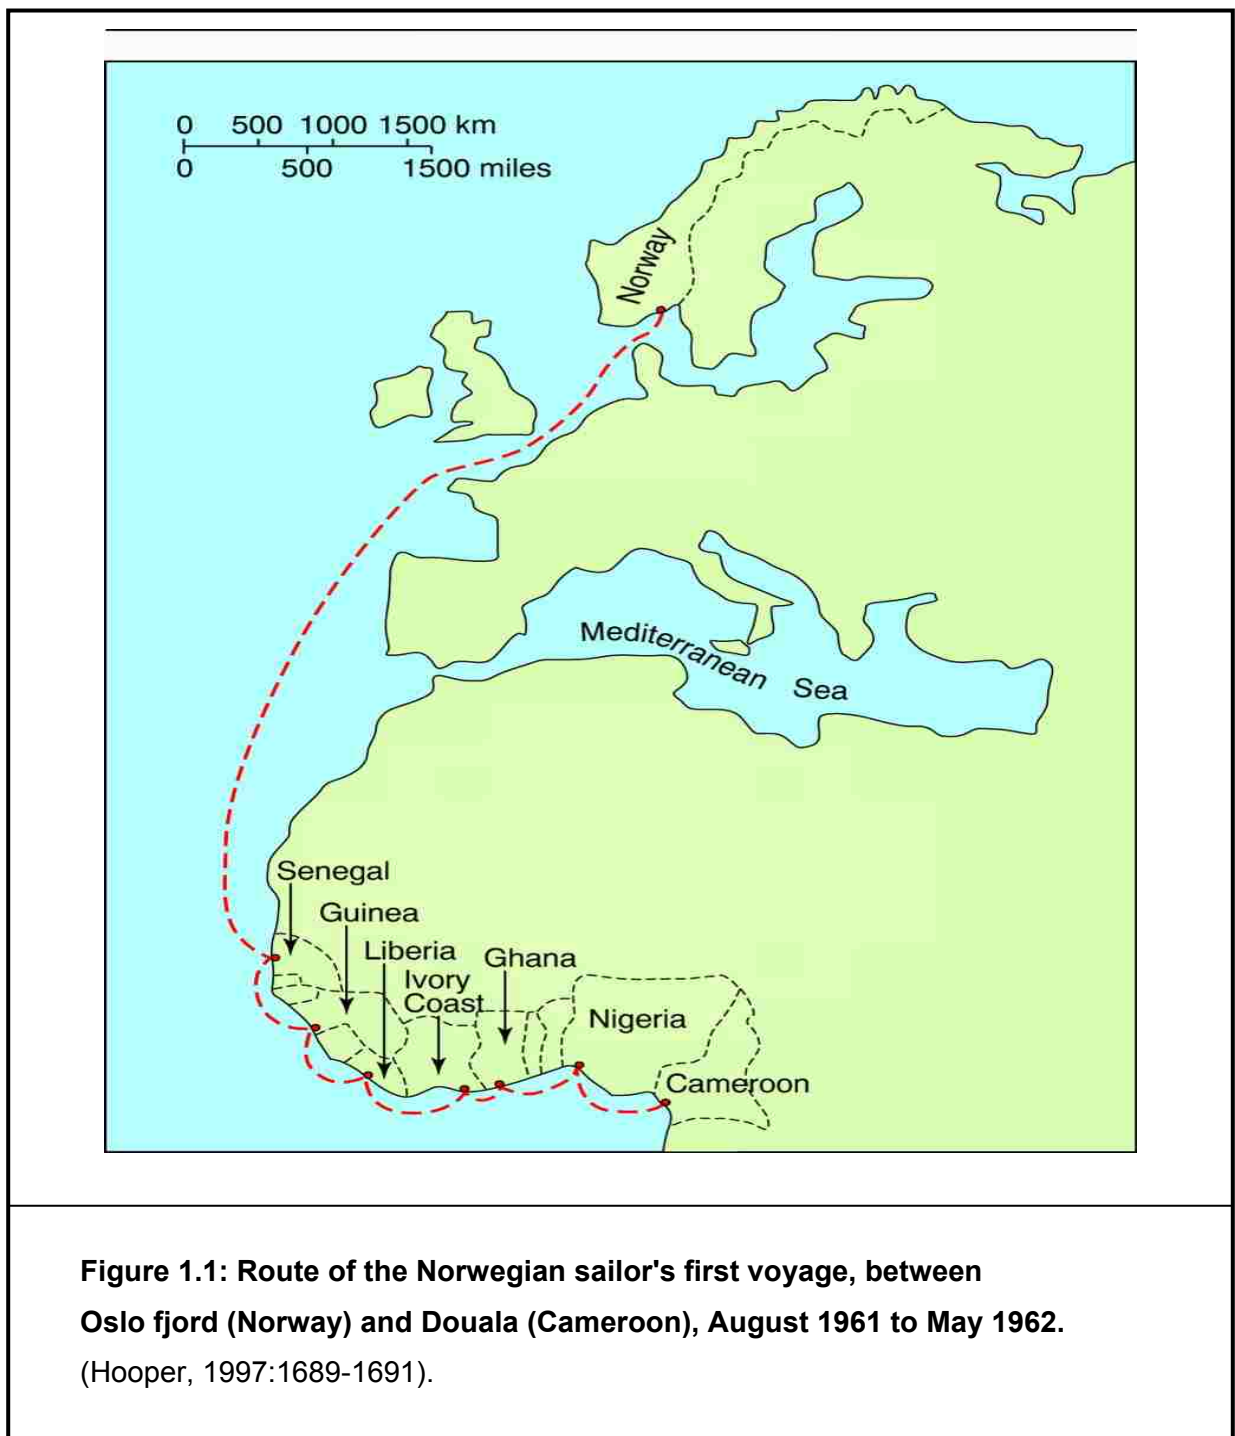 0 500 1000 1500 km
0 500 1500 miles
Norway
Mediterranean Sea
Senegal
Guinea
Liberia
Ghana
Ivory
Coast
Nigeria
Cameroon
Figure 1.1: Route of the Norwegian sailor's first voyage, between
Oslo fjord (Norway) and Douala (Cameroon), August 1961 to May 1962.
(Hooper, 1997:1689-1691).